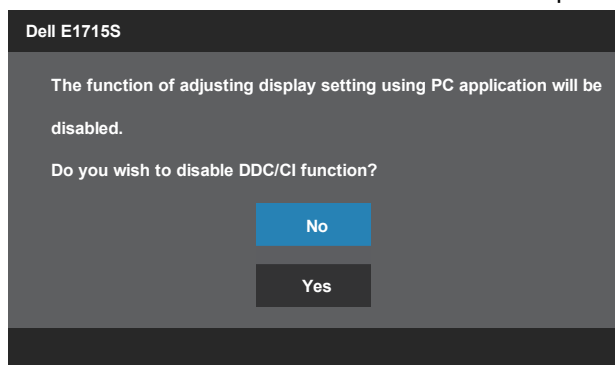 Dell E1715S
The function of adjusting display setting using PC application will be
disabled.
Do you wish to disable DDC/CI function?
No
Yes